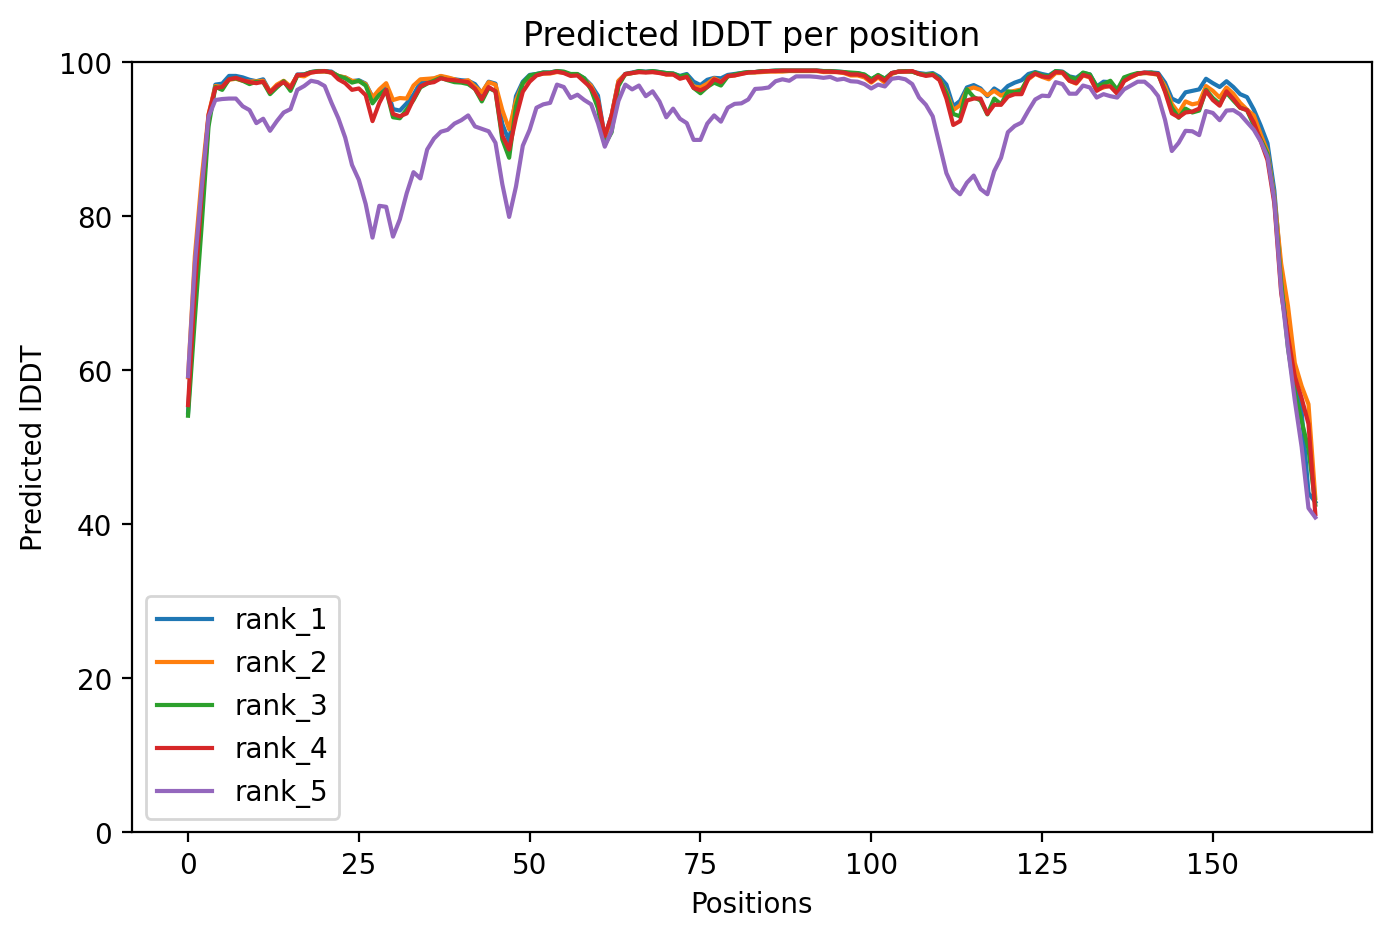 Predicted lDDT per position
Predicted lDDT
100
80
60
40
20
0
rank_1
rank_2
rank_3
rank_4
rank_5
0 25 50 75 100 125 150
Positions